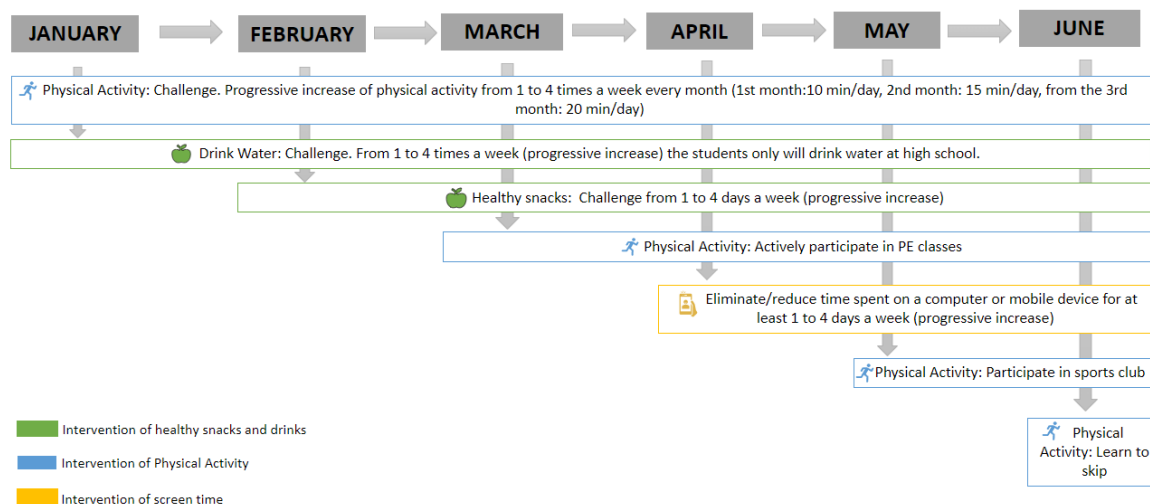 JANUARY
FEBRUARY
MARCH
APRIL
MAY
JUNE
Physical Activity: Challenge. Progressive increase of physical activity from 1 to 4 times a week every month (1st month:10 min/day, 2nd month: 15 min/day, from the 3rd
month: 20 min/day)
Drink Water: Challenge. From 1 to 4 times a week (progressive increase) the students only will drink water at high school.
Healthy snacks: Challenge from 1 to 4 days a week (progressive increase)
Physical Activity: Actively participate in PE classes
Eliminate/reduce time spent on a computer or mobile device for at
least 1 to 4 days a week (progressive increase)
Physical Activity: Participate in sports club
Physical
Activity: Learn to
skip
Intervention of healthy snacks and drinks
Intervention of Physical Activity
Intervention of screen time